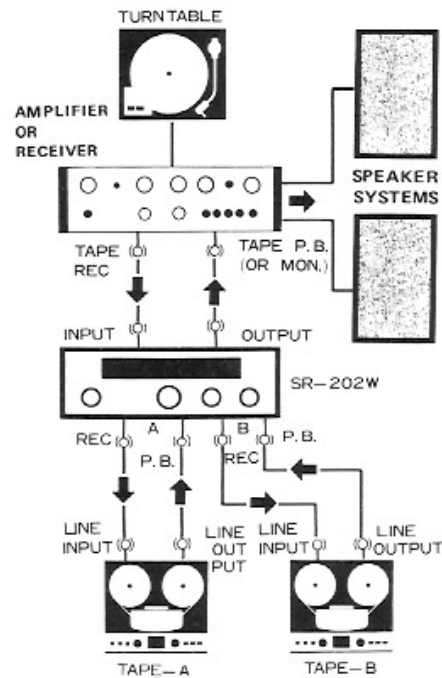 TURNTABLE
AMPLIFIER
OR
RECEIVER
SPEAKER
SYSTEMS
TAPE
REC
TAPE P.B.
(OR MON.)
INPUT
OUTPUT
SR-202W
REC
A
P.B.
B
REC
P.B.
LINE
INPUT
LINE
OUT
PUT
LINE
INPUT
LINE
OUTPUT
TAPE-A
TAPE-B